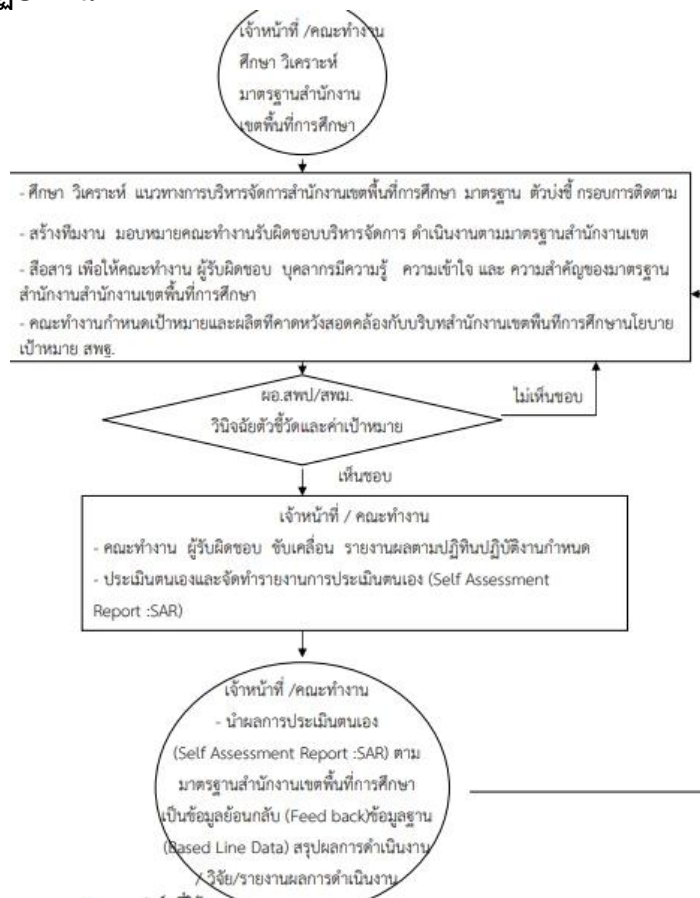 เจ้าหน้าที่ /คณะทำงาน
ศึกษา วิเคราะห์
มาตรฐานสำนักงาน
เขตพื้นที่การศึกษา
- ศึกษา วิเคราะห์ แนวทางการบริหารจัดการสำนักงานเขตพื้นที่การศึกษา มาตรฐาน ตัวบ่งชี้ กรอบการติดตาม
- สร้างทีมงาน มอบหมายคณะทำงานรับผิดชอบบริหารจัดการ ดำเนินงานตามมาตรฐานสำนักงานเขต
- สื่อสาร เพื่อให้คณะทำงาน ผู้รับผิดชอบ บุคลากรมีความรู้ ความเข้าใจ และ ความสำคัญของมาตรฐาน
สำนักงานสำนักงานเขตพื้นที่การศึกษา
- คณะทำงานกำหนดเป้าหมายและผลิตที่คาดหวังสอดคล้องกับบริบทสำนักงานเขตพื้นที่การศึกษานโยบาย
เป้าหมาย สพฐ.
ผอ.สพป/สพม.
ไม่เห็นชอบ
วินิจฉัยตัวชี้วัดและค่าเป้าหมาย
เห็นชอบ
เจ้าหน้าที่ / คณะทำงาน
- คณะทำงาน ผู้รับผิดชอบ ขับเคลื่อน รายงานผลตามปฏิทินปฏิบัติงานกำหนด
- ประเมินตนเองและจัดทำรายงานการประเมินตนเอง (Self Assessment
Report :SAR)
เจ้าหน้าที่ /คณะทำงาน
- นำผลการประเมินตนเอง
(Self Assessment Report :SAR) ตาม
มาตรฐานสำนักงานเขตพื้นที่การศึกษา
เป็นข้อมูลย้อนกลับ (Feed back)ข้อมูลฐาน
(Based Line Data) สรุปผลการดำเนินงาน
/ วิจัย/รายงานผลการดำเนินงาน